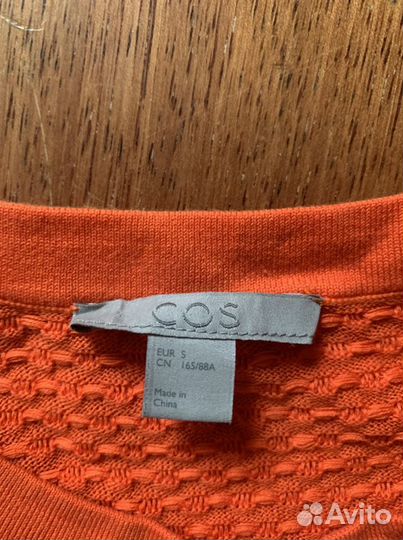 COS
EUR S
CN 165/88A
Made in
China
Avito